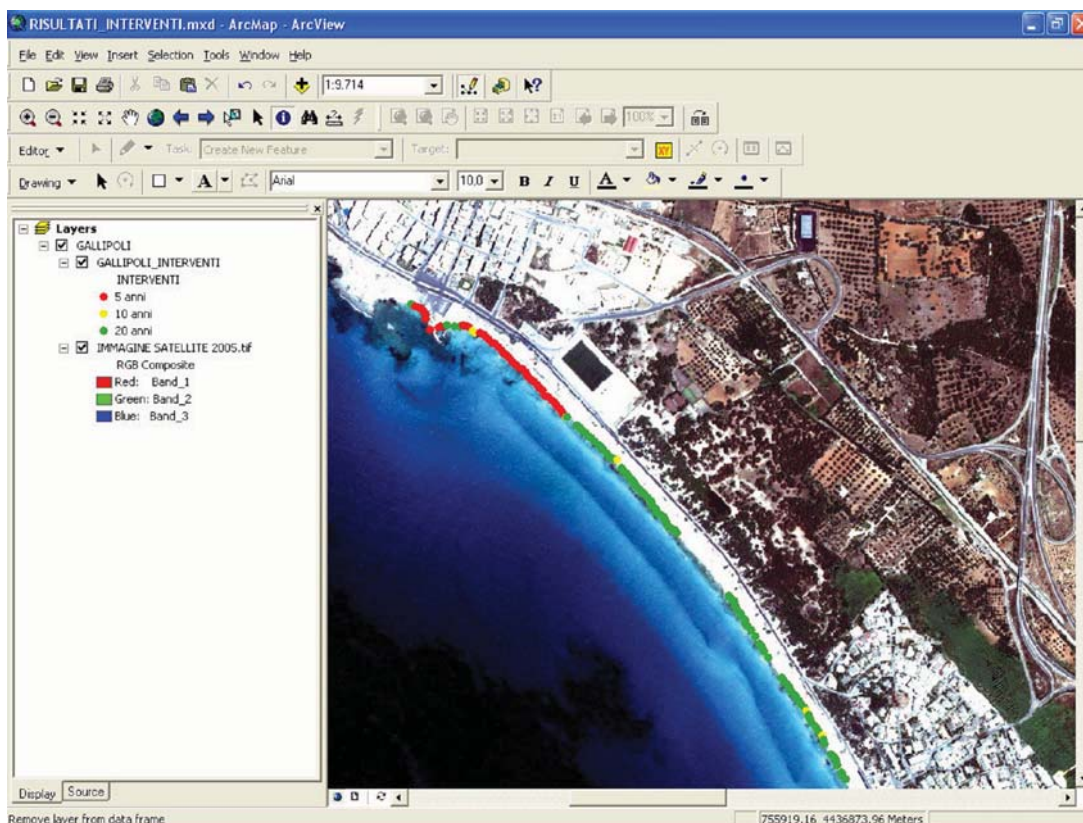 RISULTATI_INTERVENTI.mxd - ArcMap - ArcView
File Edit View Insert Selection Tools Window Help
1:9.714
100%
Editor Task: Create New Feature Target:
Drawing A Arial 10,0 B I U A
Layers
GALLIPOLI
GALLIPOLI_INTERVENTI
INTERVENTI
5 anni
10 anni
20 anni
IMMAGINE SATELLITE 2005.tif
RGB Composite
Red: Band_1
Green: Band_2
Blue: Band_3
Display Source
Remove layer from data frame
755919,16 4436873,96 Meters